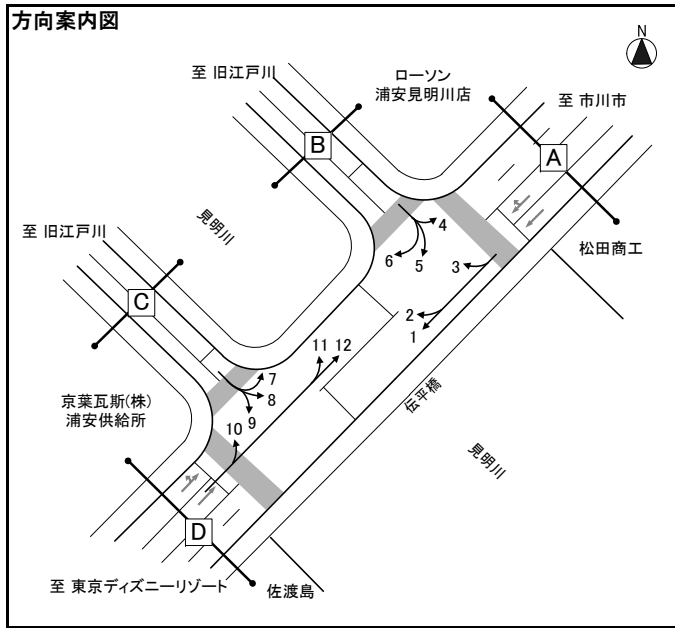 方向案内図
N
至 旧江戸川
ローソン
浦安見明川店
至 市川市
B
A
4
6
5
3
松田商工
至 旧江戸川
見明川
C
2
1
11 12
7
8
9
10
伝平橋
見明川
京葉瓦斯(株)
浦安供給所
D
至 東京ディズニーリゾート
佐渡島